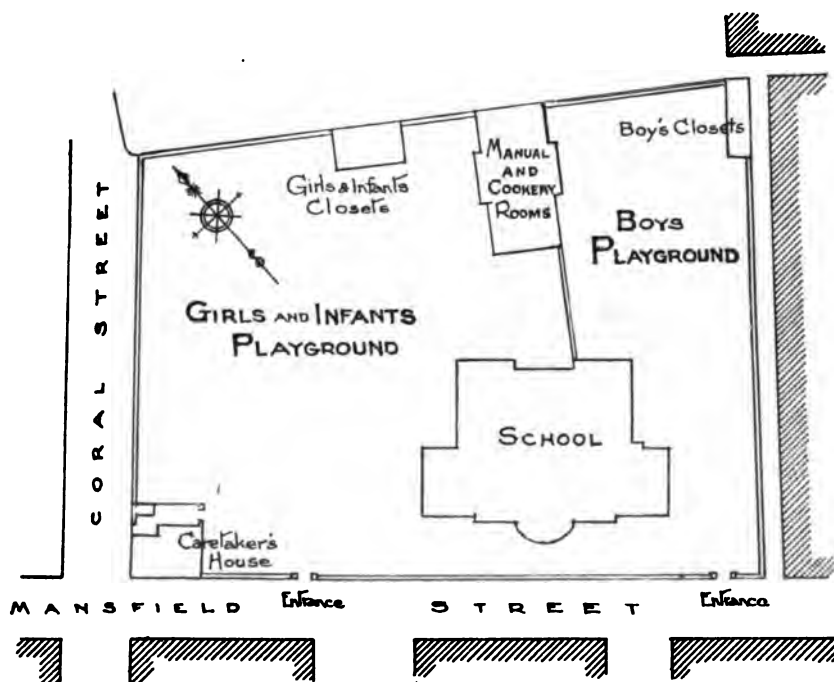 Boy's Closets
MANUAL
AND
COOKERY
ROOMS
Girls & Infants
Closets
BOYS
PLAYGROUND
GIRLS AND INFANTS
PLAYGROUND
CORAL STREET
SCHOOL
Caretaker's
House
MANSFIELD STREET
Entrance
Entrance